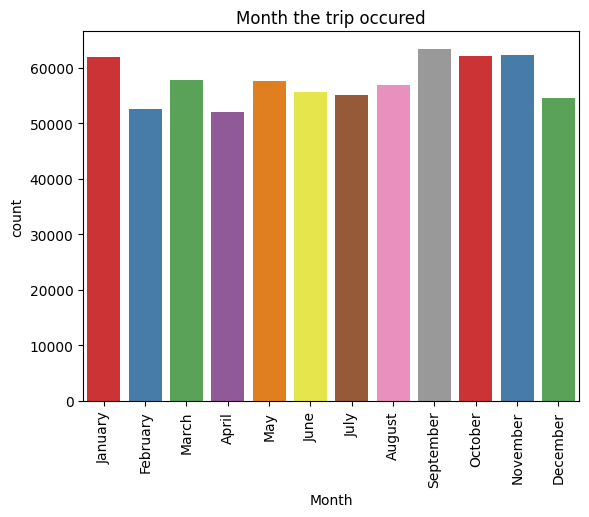 Month the trip occured
count
60000
50000
40000
30000
20000
10000
0
January
February
March
April
May
June
July
August
September
October
November
December
Month